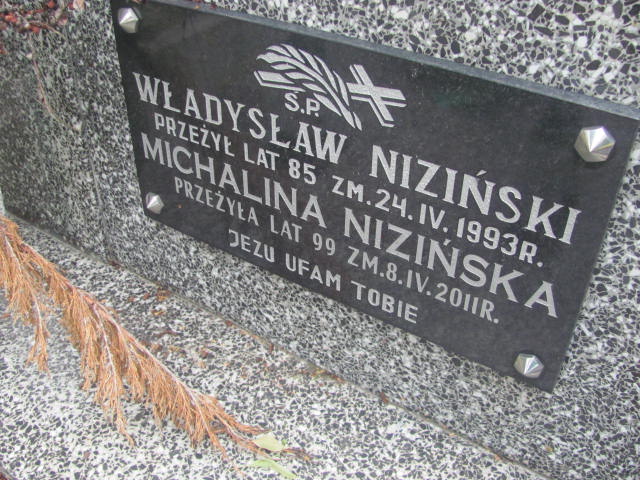 Ś.P.
WŁADYSŁAW NIZIŃSKI
PRZEŻYŁ LAT 85 ZM.24.IV.1993R.
MICHALINA NIZIŃSKA
PRZEŻYŁA LAT 99 ZM.8.IV.2011R.
JEZU UFAM TOBIE